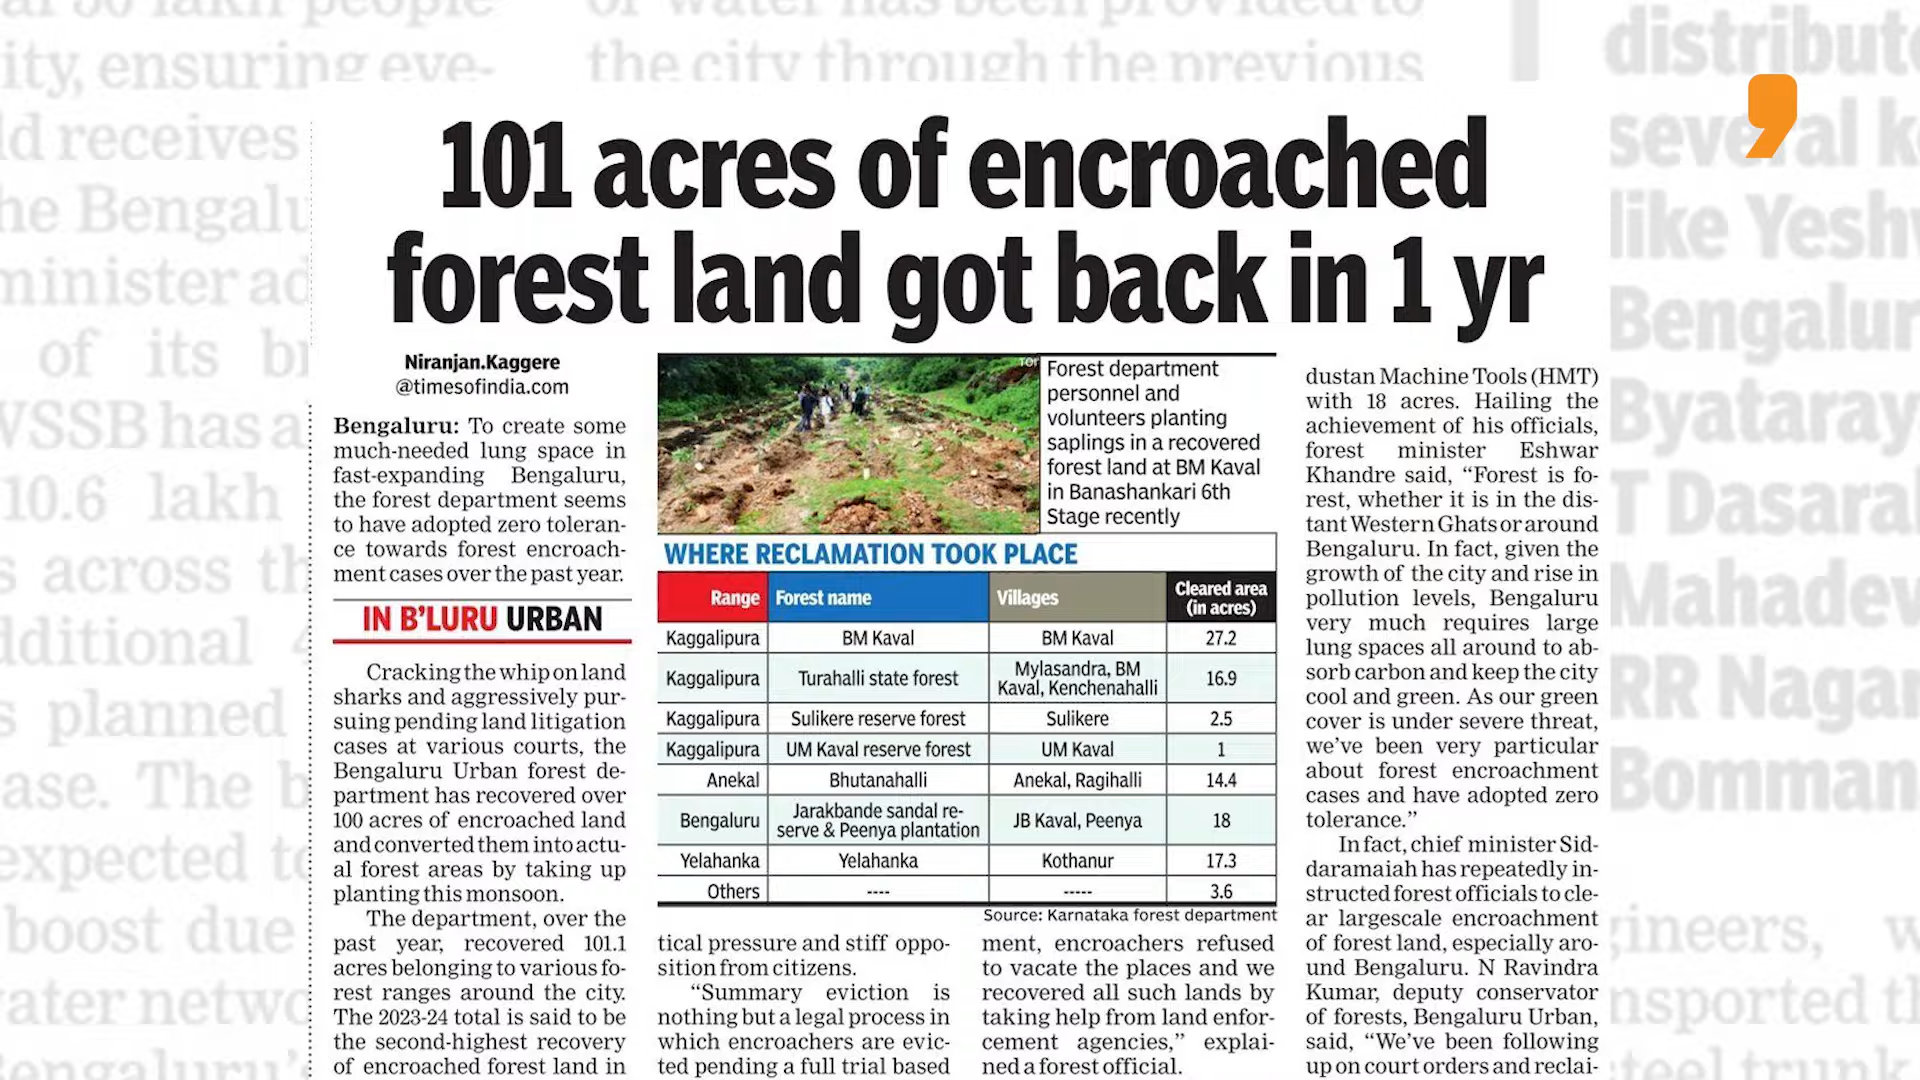 101 acres of encroached
forest land got back in 1 yr
Niranjan.Kaggere
@timesofindia.com
Bengaluru: To create some
much-needed lung space in
fast-expanding Bengaluru,
the forest department seems
to have adopted zero toleran-
ce towards forest encroach-
ment cases over the past year.
IN B'LURU URBAN
Cracking the whip on land
sharks and aggressively pur-
suing pending land litigation
cases at various courts, the
Bengaluru Urban forest de-
partment has recovered over
100 acres of encroached land
and converted them into actu-
al forest areas by taking up
planting this monsoon.
The department, over the
past year, recovered 101.1
acres belonging to various fo-
rest ranges around the city.
The 2023-24 total is said to be
the second-highest recovery
of encroached forest land in
TOI
Forest department
personnel and
volunteers planting
saplings in a recovered
forest land at BM Kaval
in Banashankari 6th
Stage recently
WHERE RECLAMATION TOOK PLACE
Range Forest name Villages Cleared area (in acres)
Kaggalipura BM Kaval BM Kaval 27.2
Kaggalipura Turahalli state forest Mylasandra, BM Kaval, Kenchenahalli 16.9
Kaggalipura Sulikere reserve forest Sulikere 2.5
Kaggalipura UM Kaval reserve forest UM Kaval 1
Anekal Bhutanahalli Anekal, Ragihalli 14.4
Bengaluru Jarakbande sandal re-serve & Peenya plantation JB Kaval, Peenya 18
Yelahanka Yelahanka Kothanur 17.3
Others ---- ----- 3.6
Source: Karnataka forest department
tical pressure and stiff oppo-
sition from citizens.
"Summary eviction is
nothing but a legal process in
which encroachers are evic-
ted pending a full trial based
ment, encroachers refused
to vacate the places and we
recovered all such lands by
taking help from land enfor-
cement agencies," explai-
ned a forest official.
dustan Machine Tools (HMT)
with 18 acres. Hailing the
achievement of his officials,
forest minister Eshwar
Khandre said, "Forest is fo-
rest, whether it is in the dis-
tant Western Ghats or around
Bengaluru. In fact, given the
growth of the city and rise in
pollution levels, Bengaluru
very much requires large
lung spaces all around to ab-
sorb carbon and keep the city
cool and green. As our green
cover is under severe threat,
we've been very particular
about forest encroachment
cases and have adopted zero
tolerance."
In fact, chief minister Sid-
daramaiah has repeatedly in-
structed forest officials to cle-
ar largescale encroachment
of forest land, especially aro-
und Bengaluru. N Ravindra
Kumar, deputy conservator
of forests, Bengaluru Urban,
said, "We've been following
up on court orders and reclai-